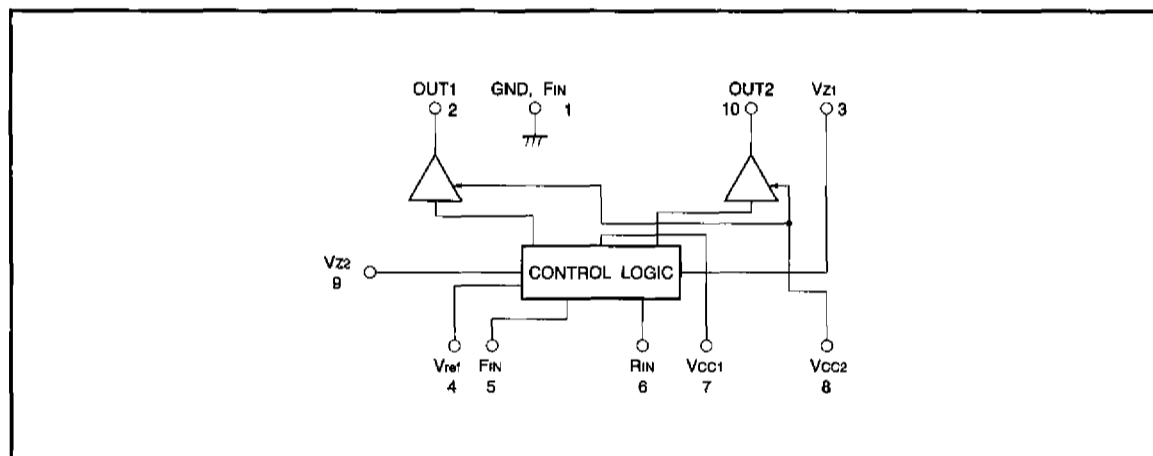 OUT1 GND, FIN OUT2 VZ1
2 1 10 3
VZ2 CONTROL LOGIC
9
Vref FIN RIN VCC1 VCC2
4 5 6 7 8